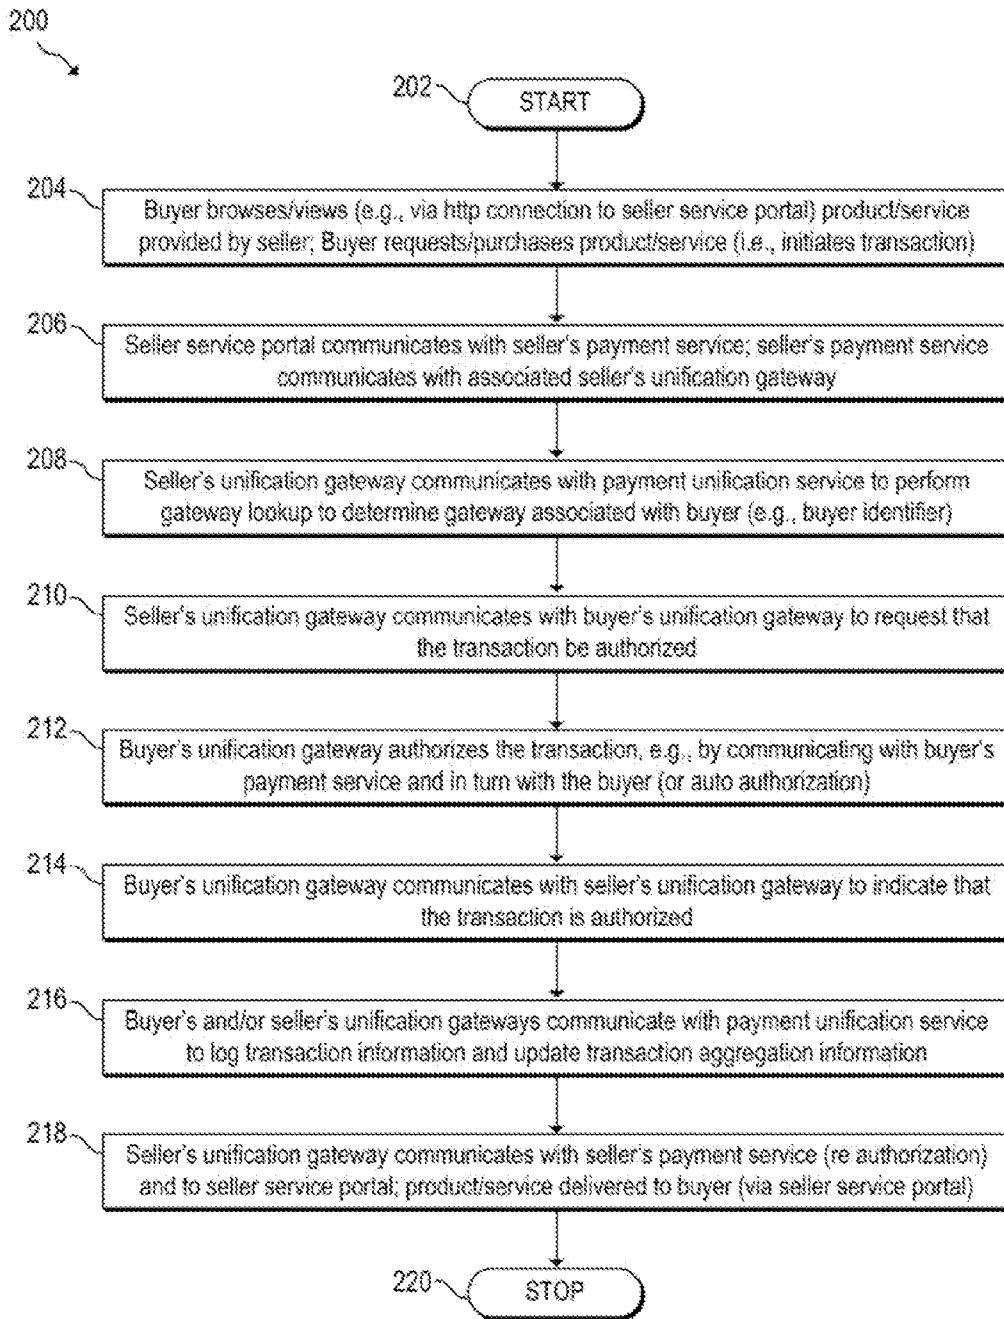 200
202
START
204
Buyer browses/views (e.g., via http connection to seller service portal) product/service
provided by seller; Buyer requests/purchases product/service (i.e., initiates transaction)
206
Seller service portal communicates with seller's payment service; seller's payment service
communicates with associated seller's unification gateway
208
Seller's unification gateway communicates with payment unification service to perform
gateway lookup to determine gateway associated with buyer (e.g., buyer identifier)
210
Seller's unification gateway communicates with buyer's unification gateway to request that
the transaction be authorized
212
Buyer's unification gateway authorizes the transaction, e.g., by communicating with buyer's
payment service and in turn with the buyer (or auto authorization)
214
Buyer's unification gateway communicates with seller's unification gateway to indicate that
the transaction is authorized
216
Buyer's and/or seller's unification gateways communicate with payment unification service
to log transaction information and update transaction aggregation information
218
Seller's unification gateway communicates with seller's payment service (re authorization)
and to seller service portal; product/service delivered to buyer (via seller service portal)
220
STOP